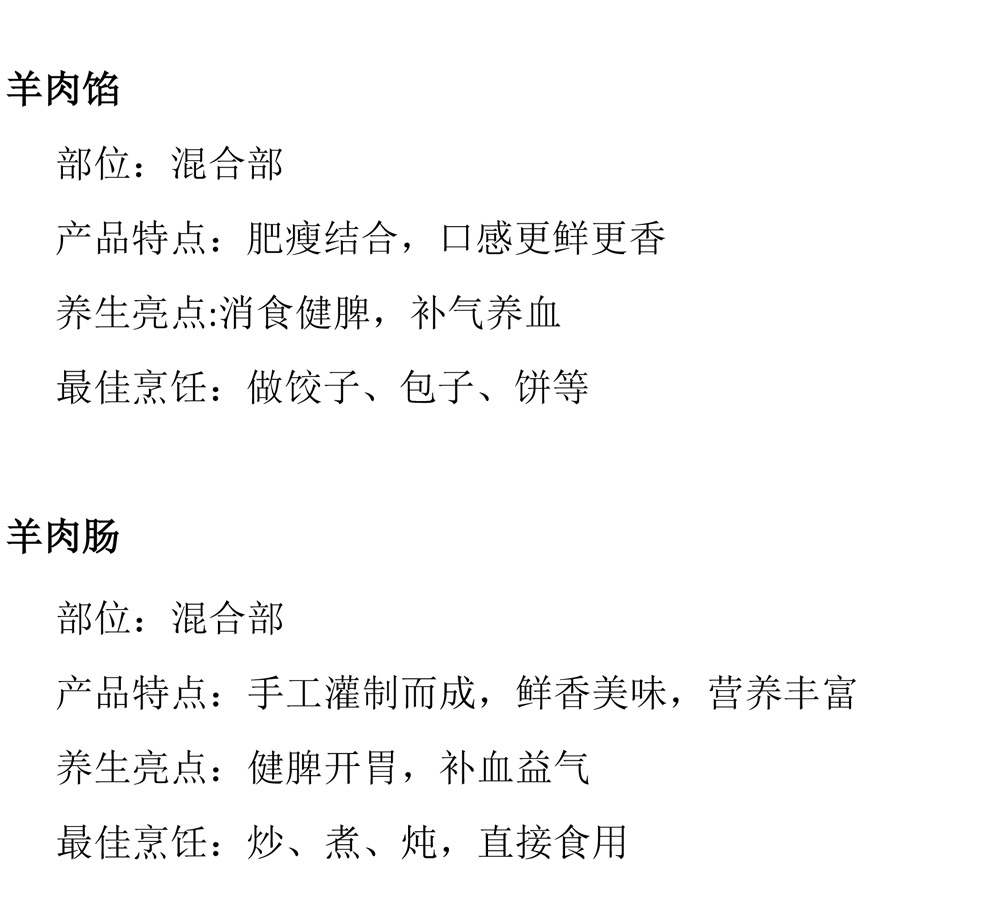 羊肉馅
部位：混合部
产品特点：肥瘦结合，口感更鲜更香
养生亮点:消食健脾，补气养血
最佳烹饪：做饺子、包子、饼等
羊肉肠
部位：混合部
产品特点：手工灌制而成，鲜香美味，营养丰富
养生亮点：健脾开胃，补血益气
最佳烹饪：炒、煮、炖，直接食用